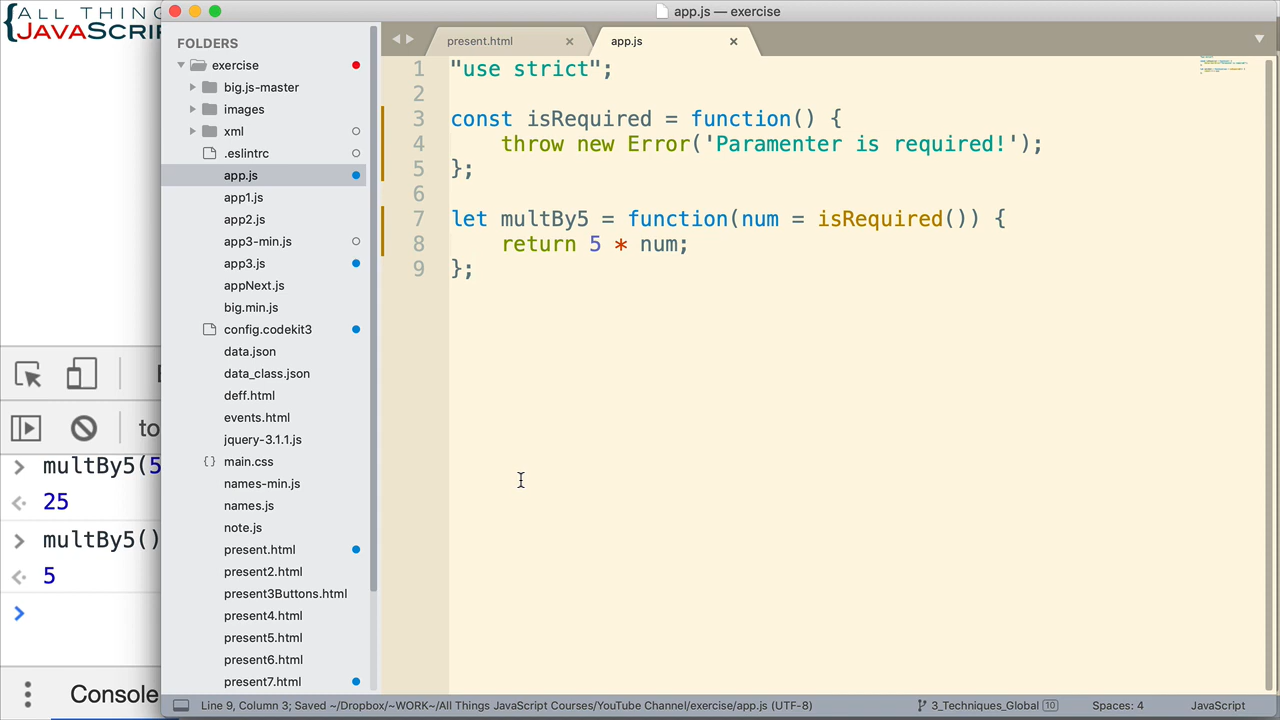 ALL THING
JAVASCRIP
app.js — exercise
FOLDERS
exercise
big.js-master
images
xml
.eslintrc
app.js
app1.js
app2.js
app3-min.js
app3.js
appNext.js
big.min.js
config.codekit3
data.json
data_class.json
deff.html
events.html
jquery-3.1.1.js
main.css
names-min.js
names.js
note.js
present.html
present2.html
present3Buttons.html
present4.html
present5.html
present6.html
present7.html
present.html
app.js
1 "use strict";
2
3 const isRequired = function() {
4 throw new Error('Paramenter is required!');
5 };
6
7 let multBy5 = function(num = isRequired()) {
8 return 5 * num;
9 };
to
> multBy5(5
25
> multBy5()
5
>
Console
Line 9, Column 3; Saved ~/Dropbox/~WORK~/All Things JavaScript Courses/YouTube Channel/exercise/app.js (UTF-8)
3_Techniques_Global 10
Spaces: 4
JavaScript